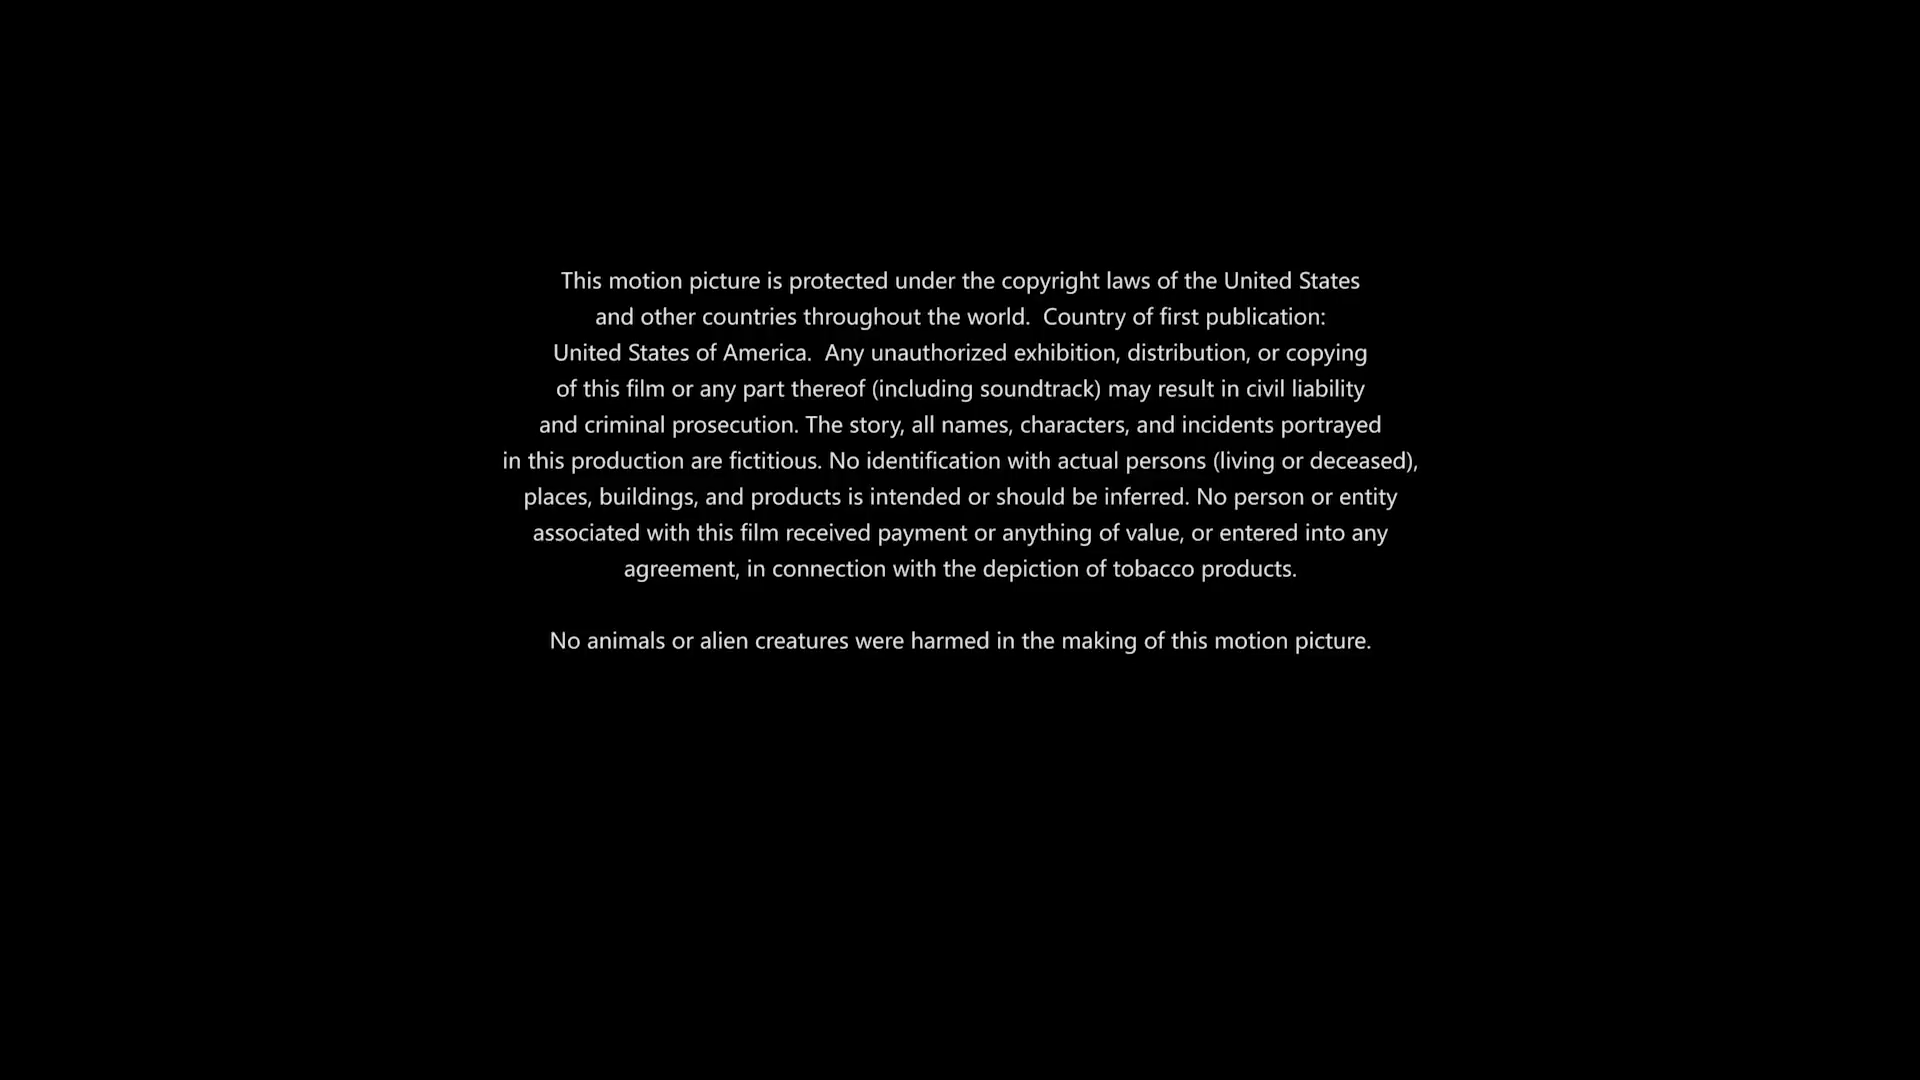 This motion picture is protected under the copyright laws of the United States
and other countries throughout the world.  Country of first publication:
United States of America.  Any unauthorized exhibition, distribution, or copying
of this film or any part thereof (including soundtrack) may result in civil liability
and criminal prosecution. The story, all names, characters, and incidents portrayed
in this production are fictitious. No identification with actual persons (living or deceased),
places, buildings, and products is intended or should be inferred. No person or entity
associated with this film received payment or anything of value, or entered into any
agreement, in connection with the depiction of tobacco products.
No animals or alien creatures were harmed in the making of this motion picture.